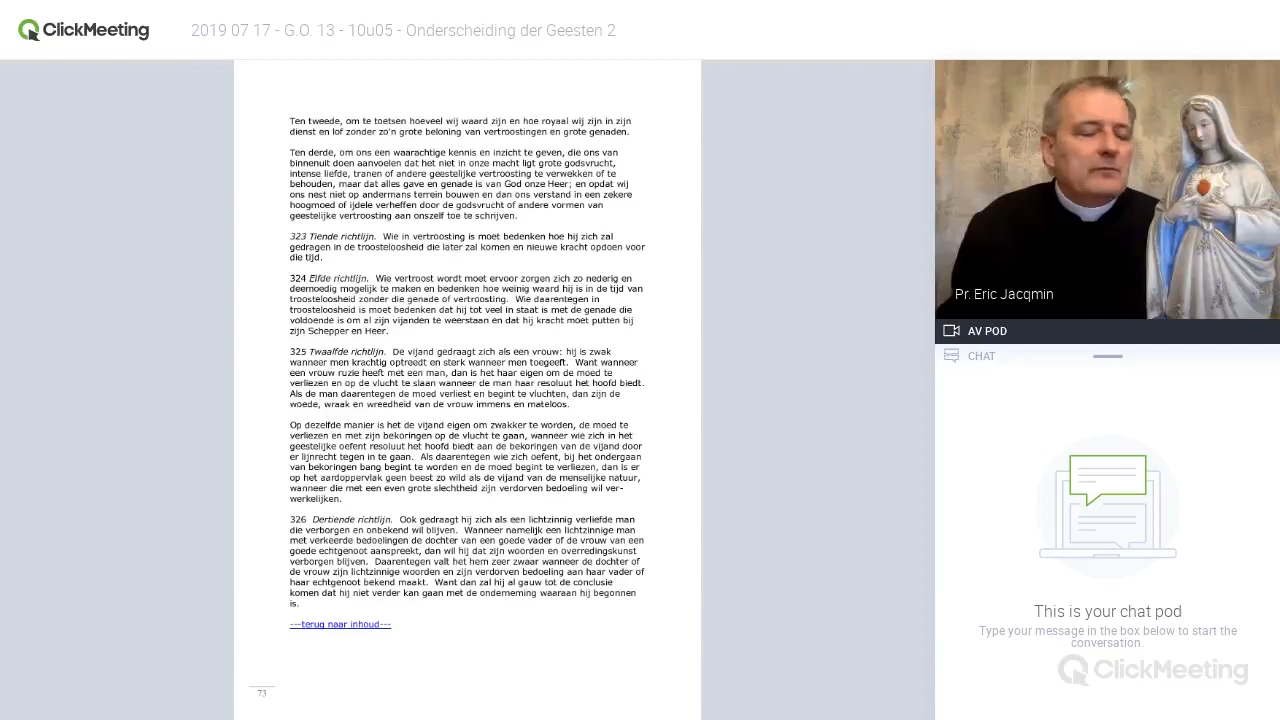 ClickMeeting
2019 07 17 - G.O. 13 - 10u05 - Onderscheiding der Geesten 2
Ten tweede, om te toetsen hoeveel wij waard zijn en hoe royaal wij zijn in zijn
dienst en lof zonder zo'n grote beloning van vertroostingen en grote genaden.
Ten derde, om ons een waarachtige kennis en inzicht te geven, die ons van
binnenuit doen aanvoelen dat het niet in onze macht ligt grote godsvrucht,
intense liefde, tranen of andere geestelijke vertroosting te verwekken of te
behouden, maar dat alles gave en genade is van God onze Heer; en opdat wij
ons nest niet op andermans terrein bouwen en dan ons verstand in een zekere
hoogmoed of ijdele verheffen door de godsvrucht of andere vormen van
geestelijke vertroosting aan onszelf toe te schrijven.
323 Tiende richtlijn.  Wie in vertroosting is moet bedenken hoe hij zich zal
gedragen in de troosteloosheid die later zal komen en nieuwe kracht opdoen voor
die tijd.
324 Elfde richtlijn.  Wie vertroost wordt moet ervoor zorgen zich zo nederig en
deemoedig mogelijk te maken en bedenken hoe weinig waard hij is in de tijd van
troosteloosheid zonder die genade of vertroosting.  Wie daarentegen in
troosteloosheid is moet bedenken dat hij tot veel in staat is met de genade die
voldoende is om al zijn vijanden te weerstaan en dat hij kracht moet putten bij
zijn Schepper en Heer.
325 Twaalfde richtlijn.  De vijand gedraagt zich als een vrouw: hij is zwak
wanneer men krachtig optreedt en sterk wanneer men toegeeft.  Want wanneer
een vrouw ruzie heeft met een man, dan is het haar eigen om de moed te
verliezen en op de vlucht te slaan wanneer de man haar resoluut het hoofd biedt.
Als de man daarentegen de moed verliest en begint te vluchten, dan zijn de
woede, wraak en wreedheid van de vrouw immens en mateloos.
Op dezelfde manier is het de vijand eigen om zwakker te worden, de moed te
verliezen en met zijn bekoringen op de vlucht te gaan, wanneer wie zich in het
geestelijke oefent resoluut het hoofd biedt aan de bekoringen van de vijand door
er lijnrecht tegen in te gaan.  Als daarentegen wie zich oefent, bij het ondergaan
van bekoringen bang begint te worden en de moed begint te verliezen, dan is er
op het aardoppervlak geen beest zo wild als de vijand van de menselijke natuur,
wanneer die met een even grote slechtheid zijn verdorven bedoeling wil ver-
werkelijken.
326  Dertiende richtlijn.  Ook gedraagt hij zich als een lichtzinnig verliefde man
die verborgen en onbekend wil blijven.  Wanneer namelijk een lichtzinnige man
met verkeerde bedoelingen de dochter van een goede vader of de vrouw van een
goede echtgenoot aanspreekt, dan wil hij dat zijn woorden en overredingskunst
verborgen blijven.  Daarentegen valt het hem zeer zwaar wanneer de dochter of
de vrouw zijn lichtzinnige woorden en zijn verdorven bedoeling aan haar vader of
haar echtgenoot bekend maakt.  Want dan zal hij al gauw tot de conclusie
komen dat hij niet verder kan gaan met de onderneming waaraan hij begonnen
is.
---terug naar inhoud---
73
Pr. Eric Jacqmin
AV POD
CHAT
This is your chat pod
Type your message in the box below to start the
conversation.
ClickMeeting